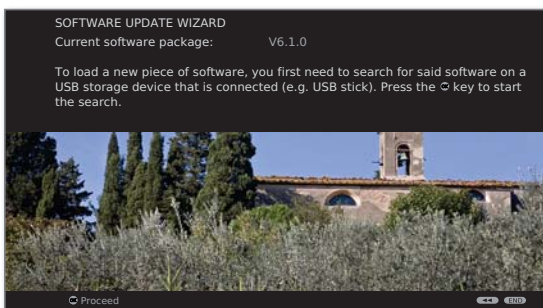 SOFTWARE UPDATE WIZARD
Current software package: V6.1.0
To load a new piece of software, you first need to search for said software on a
USB storage device that is connected (e.g. USB stick). Press the OK key to start
the search.
OK Proceed
END